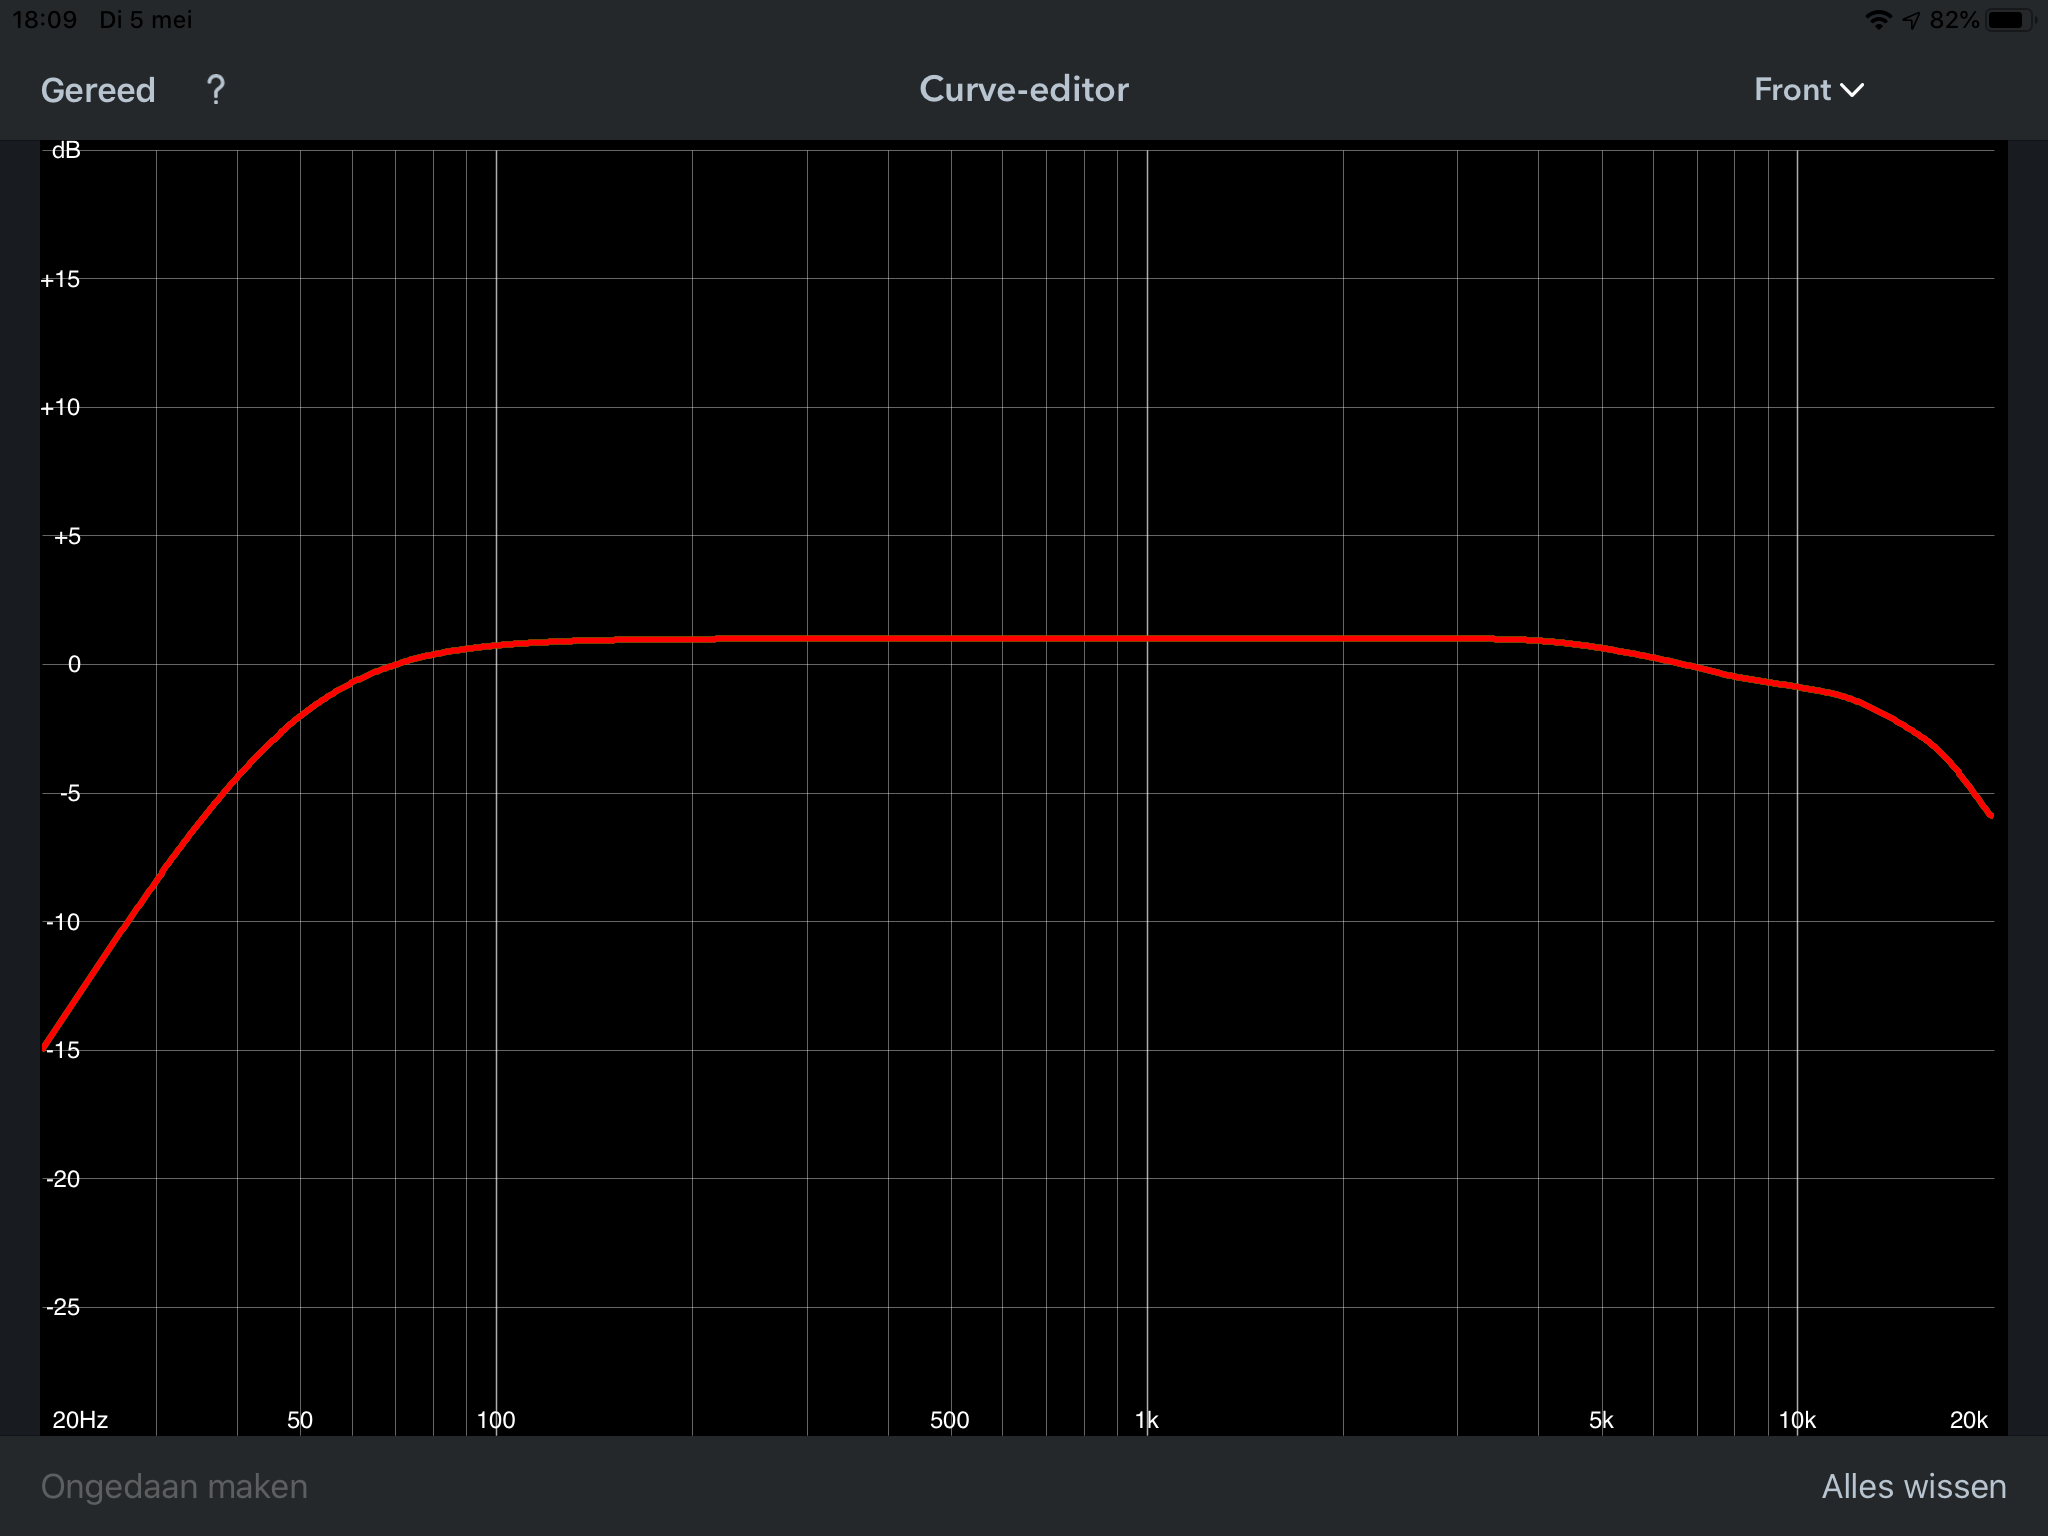 18:09 Di 5 mei 82%
Gereed ? Curve-editor Front
dB
+15
+10
+5
0
-5
-10
-15
-20
-25
20Hz 50 100 500 1k 5k 10k 20k
Ongedaan maken Alles wissen